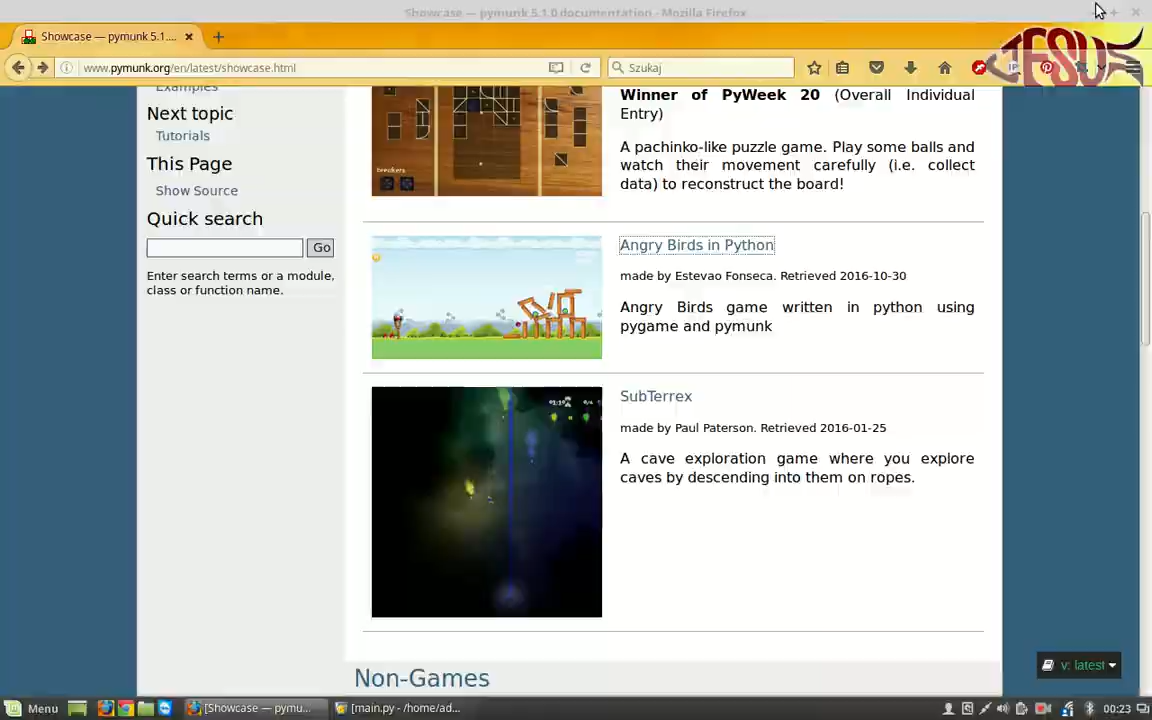 Showcase — pymunk 5.1.0 documentation - Mozilla Firefox
Showcase — pymunk 5.1....
www.pymunk.org/en/latest/showcase.html
Szukaj
JESUS
Examples
Next topic
Tutorials
This Page
Show Source
Quick search
Go
Enter search terms or a module,
class or function name.
breakers
Winner of PyWeek 20 (Overall Individual
Entry)
A pachinko-like puzzle game. Play some balls and
watch their movement carefully (i.e. collect
data) to reconstruct the board!
Angry Birds in Python
made by Estevao Fonseca. Retrieved 2016-10-30
Angry Birds game written in python using
pygame and pymunk
SubTerrex
made by Paul Paterson. Retrieved 2016-01-25
A cave exploration game where you explore
caves by descending into them on ropes.
Non-Games
v: latest
Menu
[Showcase — pymu...
[main.py - /home/ad...
00:23